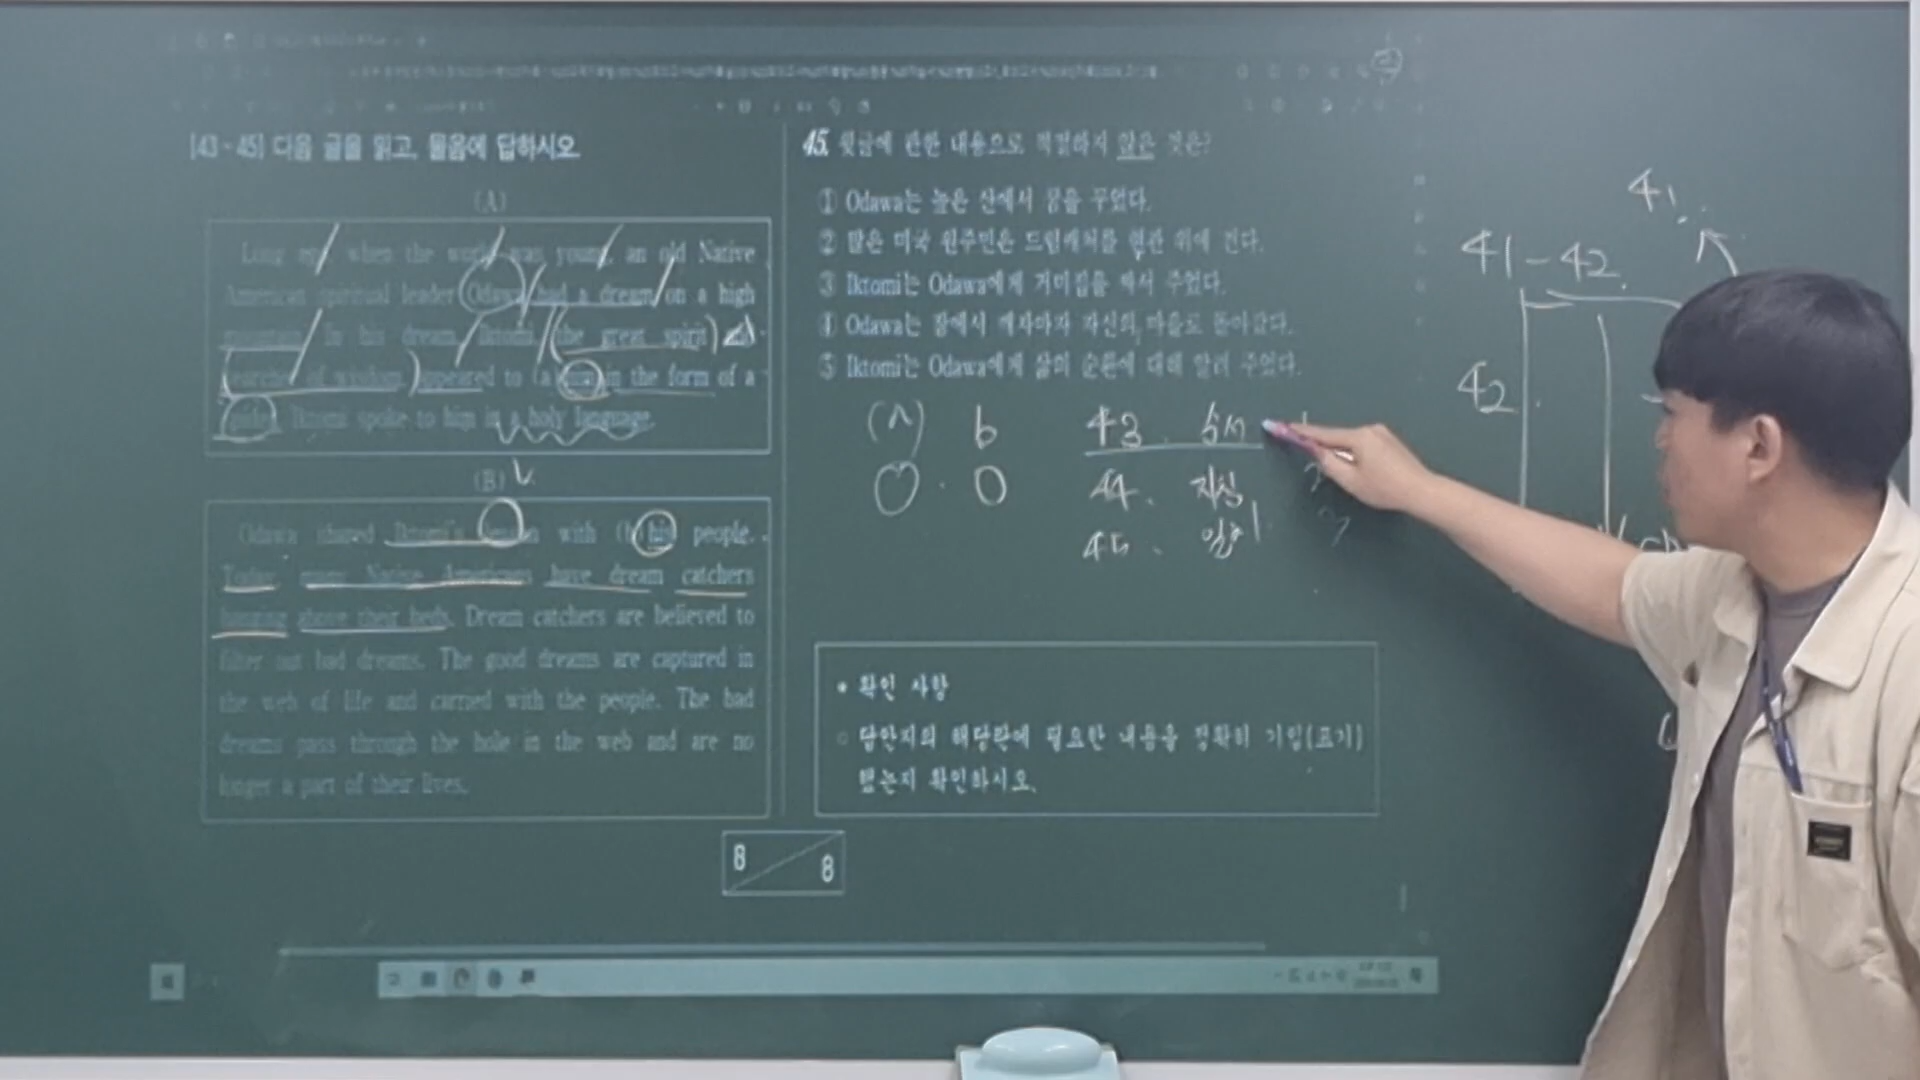 [43~45] 다음 글을 읽고, 물음에 답하시오.
(A)
Long ago, when the world was young, an old Native
American spiritual leader Odawa had a dream on a high
mountain. In his dream, Iktomi, the great spirit and
searcher of wisdom, appeared to (a) him in the form of a
spider. Iktomi spoke to him in a holy language.
(B)
Odawa shared Iktomi's lesson with (b) his people.
Today, many Native Americans have dream catchers
hanging above their beds. Dream catchers are believed to
filter out bad dreams. The good dreams are captured in
the web of life and carried with the people. The bad
dreams pass through the hole in the web and are no
longer a part of their lives.
45. 윗글에 관한 내용으로 적절하지 않은 것은?
① Odawa는 높은 산에서 꿈을 꾸었다.
② 많은 미국 원주민은 드림캐처를 현관 위에 건다.
③ Iktomi는 Odawa에게 거미집을 짜서 주었다.
④ Odawa는 잠에서 깨자마자 자신의 마을로 돌아갔다.
⑤ Iktomi는 Odawa에게 삶의 순환에 대해 알려 주었다.
(A) b
43. 순서
44. 지칭
45. 일치
* 확인 사항
○ 답안지의 해당란에 필요한 내용을 정확히 기입(표기)
했는지 확인하시오.
8 8
41.
41-42
42